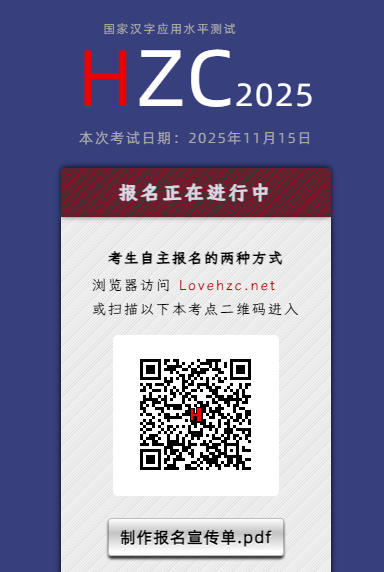 国家汉字应用水平测试
HZC2025
本次考试日期：2025年11月15日
报名正在进行中
考生自主报名的两种方式
浏览器访问 Lovehzc.net
或扫描以下本考点二维码进入
H
制作报名宣传单.pdf